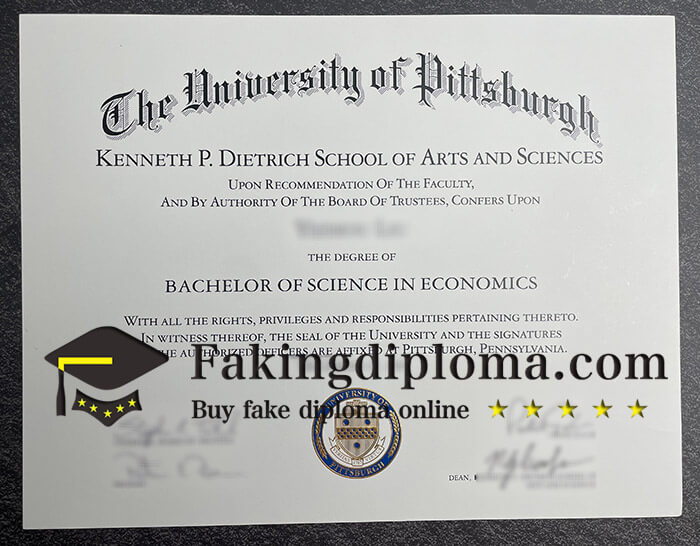 The University of Pittsburgh
KENNETH P. DIETRICH SCHOOL OF ARTS AND SCIENCES
UPON RECOMMENDATION OF THE FACULTY,
AND BY AUTHORITY OF THE BOARD OF TRUSTEES, CONFERS UPON
THE DEGREE OF
BACHELOR OF SCIENCE IN ECONOMICS
WITH ALL THE RIGHTS, PRIVILEGES AND RESPONSIBILITIES PERTAINING THERETO.
IN WITNESS THEREOF, THE SEAL OF THE UNIVERSITY AND THE SIGNATURES
AUTHORIZED OFFICERS ARE AFFIXED AT PITTSBURGH, PENNSYLVANIA.
Fakingdiploma.com
Buy fake diploma online
UNIVERSITY OF
PITTSBURGH
DEAN,